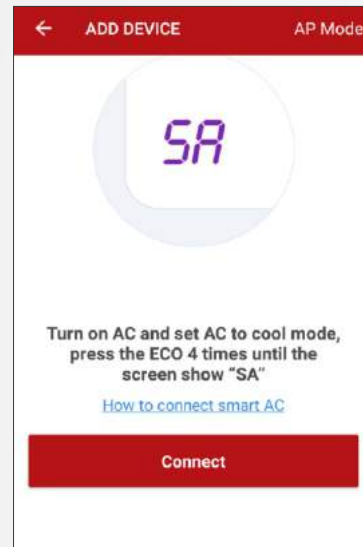 ← ADD DEVICE AP Mode
SA
Turn on AC and set AC to cool mode,
press the ECO 4 times until the
screen show “SA”
How to connect smart AC
Connect